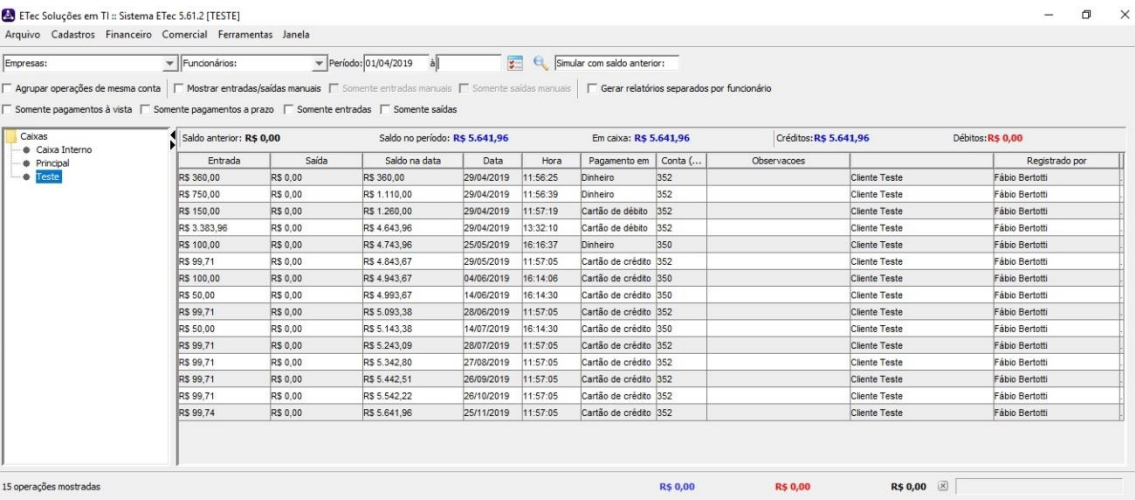 ETec Soluções em TI :: Sistema ETec 5.61.2 [TESTE]
Arquivo Cadastros Financeiro Comercial Ferramentas Janela
Empresas: Funcionários: Período: 01/04/2019 à Simular com saldo anterior:
Agrupar operações de mesma conta Mostrar entradas/saídas manuais Somente entradas manuais Somente saídas manuais Gerar relatórios separados por funcionário
Somente pagamentos à vista Somente pagamentos a prazo Somente entradas Somente saídas
Caixas
Caixa Interno
Principal
Teste
Saldo anterior: R$ 0,00 Saldo no período: R$ 5.641,96 Em caixa: R$ 5.641,96 Créditos: R$ 5.641,96 Débitos: R$ 0,00
Entrada Saída Saldo na data Data Hora Pagamento em Conta (... Observacoes Registrado por
R$ 360,00 R$ 0,00 R$ 360,00 29/04/2019 11:56:25 Dinheiro 352 Cliente Teste Fábio Bertotti
R$ 750,00 R$ 0,00 R$ 1.110,00 29/04/2019 11:56:39 Dinheiro 352 Cliente Teste Fábio Bertotti
R$ 150,00 R$ 0,00 R$ 1.260,00 29/04/2019 11:57:19 Cartão de débito 352 Cliente Teste Fábio Bertotti
R$ 3.383,96 R$ 0,00 R$ 4.643,96 29/04/2019 13:32:10 Cartão de débito 352 Cliente Teste Fábio Bertotti
R$ 100,00 R$ 0,00 R$ 4.743,96 25/05/2019 16:16:37 Dinheiro 350 Cliente Teste Fábio Bertotti
R$ 99,71 R$ 0,00 R$ 4.843,67 29/05/2019 11:57:05 Cartão de crédito 352 Cliente Teste Fábio Bertotti
R$ 100,00 R$ 0,00 R$ 4.943,67 04/06/2019 16:14:06 Cartão de crédito 350 Cliente Teste Fábio Bertotti
R$ 50,00 R$ 0,00 R$ 4.993,67 14/06/2019 16:14:30 Cartão de crédito 350 Cliente Teste Fábio Bertotti
R$ 99,71 R$ 0,00 R$ 5.093,38 28/06/2019 11:57:05 Cartão de crédito 352 Cliente Teste Fábio Bertotti
R$ 50,00 R$ 0,00 R$ 5.143,38 14/07/2019 16:14:30 Cartão de crédito 350 Cliente Teste Fábio Bertotti
R$ 99,71 R$ 0,00 R$ 5.243,09 28/07/2019 11:57:05 Cartão de crédito 352 Cliente Teste Fábio Bertotti
R$ 99,71 R$ 0,00 R$ 5.342,80 27/08/2019 11:57:05 Cartão de crédito 352 Cliente Teste Fábio Bertotti
R$ 99,71 R$ 0,00 R$ 5.442,51 26/09/2019 11:57:05 Cartão de crédito 352 Cliente Teste Fábio Bertotti
R$ 99,71 R$ 0,00 R$ 5.542,22 26/10/2019 11:57:05 Cartão de crédito 352 Cliente Teste Fábio Bertotti
R$ 99,74 R$ 0,00 R$ 5.641,96 25/11/2019 11:57:05 Cartão de crédito 352 Cliente Teste Fábio Bertotti
15 operações mostradas R$ 0,00 R$ 0,00 R$ 0,00